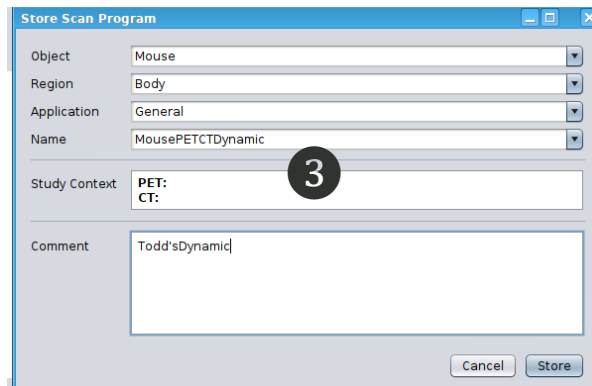 Store Scan Program
Object Mouse
Region Body
Application General
Name MousePETCTDynamic
3
Study Context PET:
CT:
Comment Todd'sDynamic
Cancel Store